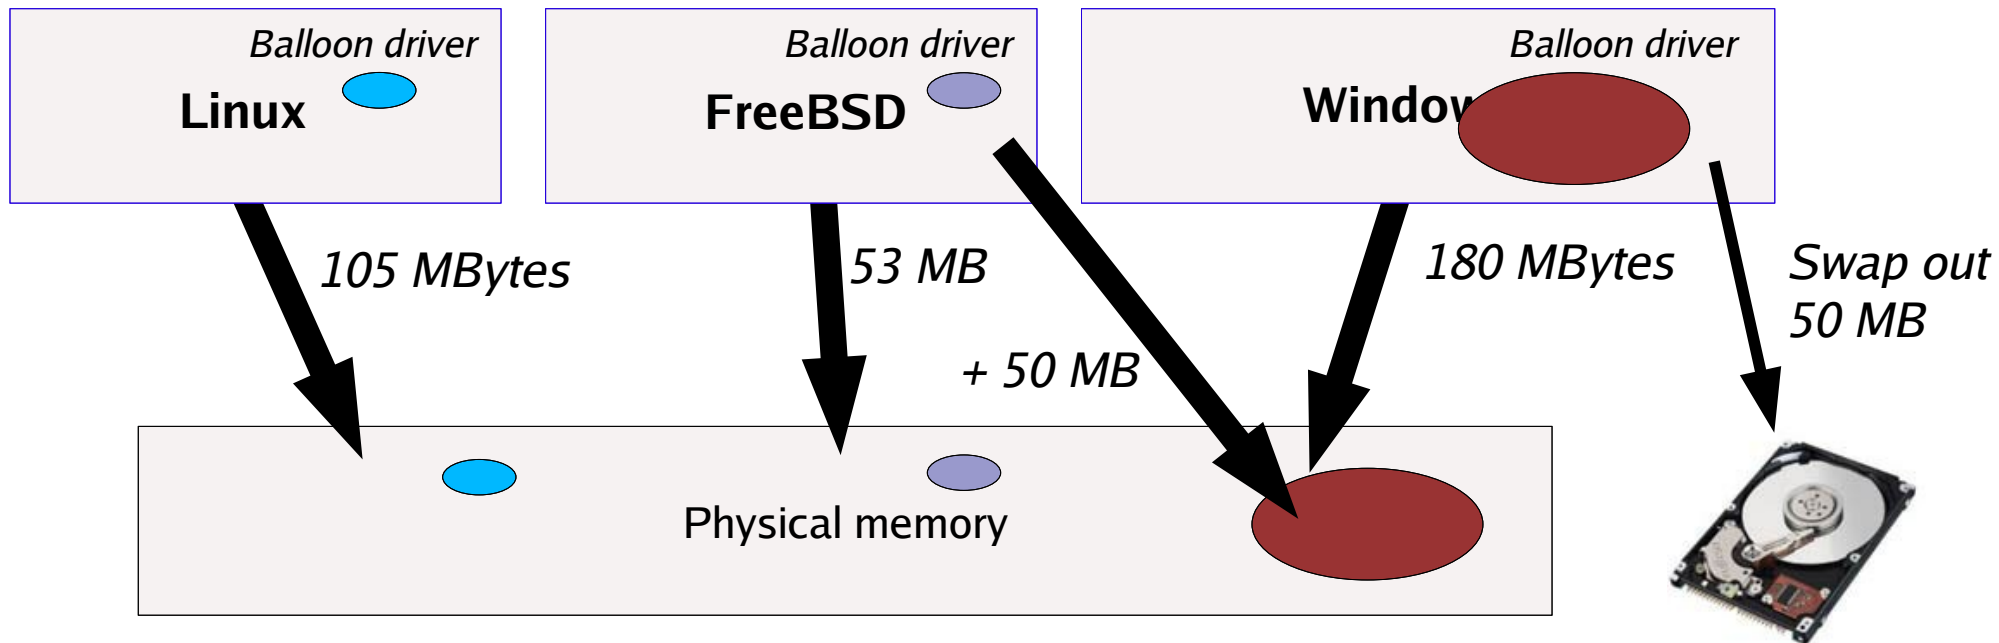 Balloon driver
Linux
Balloon driver
FreeBSD
Balloon driver
Window
105 MBytes
53 MB
180 MBytes
Swap out
50 MB
+ 50 MB
Physical memory